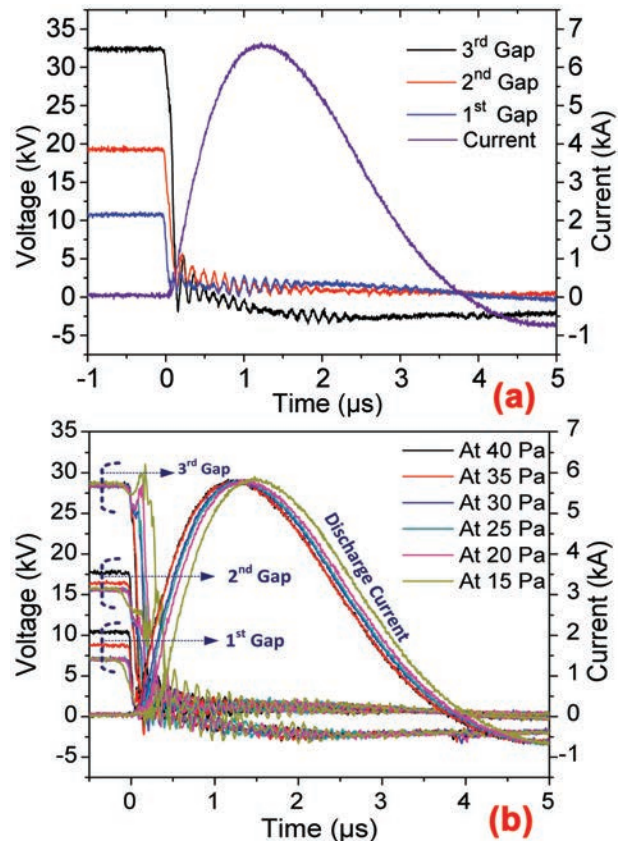 35
30
25
20
15
10
5
0
-5
Voltage (kV)
3rd Gap
2nd Gap
1st Gap
Current
7
6
5
4
3
2
1
0
-1
Current (kA)
-1 0 1 2 3 4 5
Time (µs)
(a)
35
30
25
20
15
10
5
0
-5
Voltage (kV)
3rd Gap
2nd Gap
1st Gap
Discharge Current
At 40 Pa
At 35 Pa
At 30 Pa
At 25 Pa
At 20 Pa
At 15 Pa
7
6
5
4
3
2
1
0
-1
Current (kA)
0 1 2 3 4 5
Time (µs)
(b)